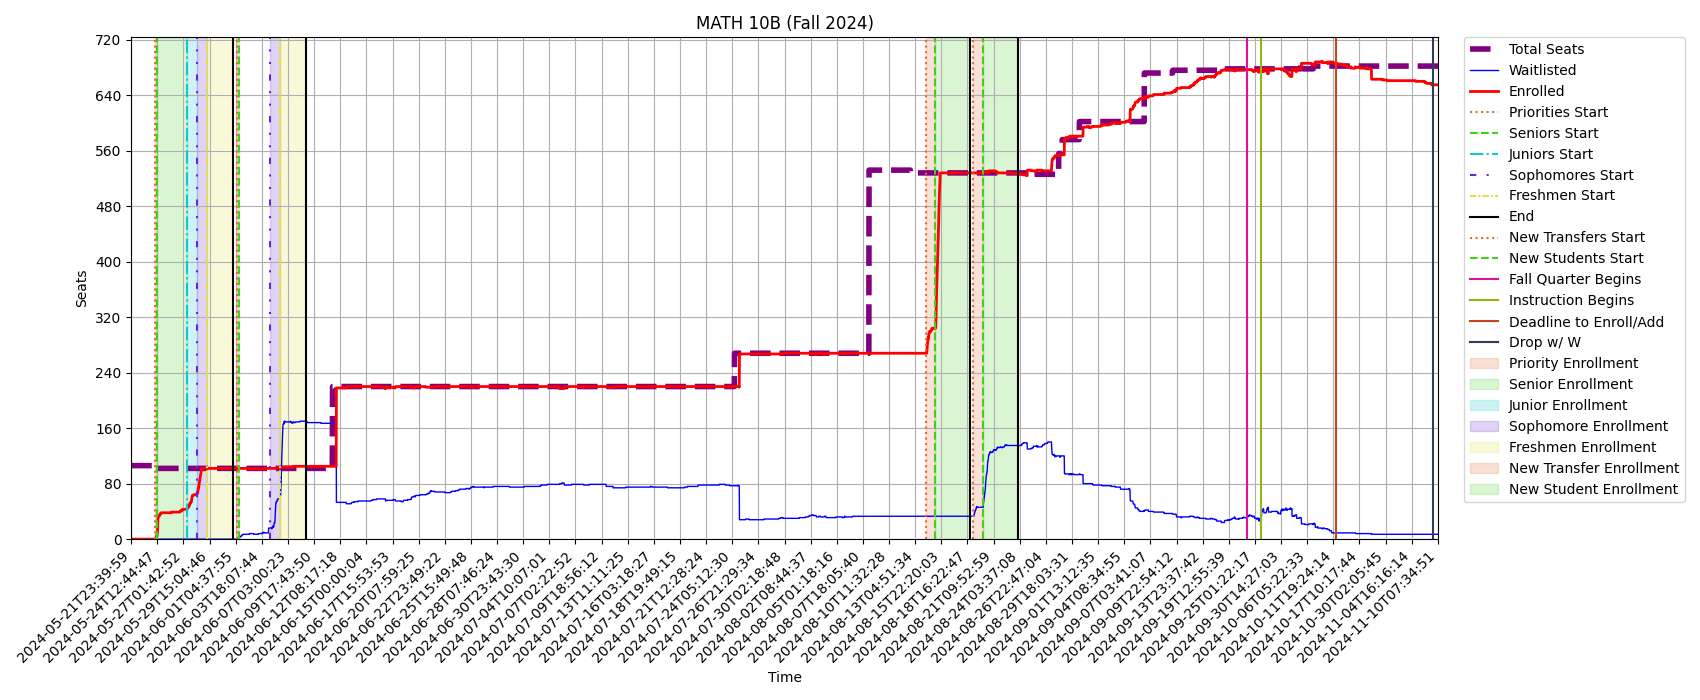 MATH 10B (Fall 2024)
Seats
720
640
560
480
400
320
240
160
80
0
2024-05-21T23:39:59
2024-05-24T12:44:47
2024-05-27T01:42:52
2024-05-29T15:04:46
2024-06-01T04:37:55
2024-06-03T18:07:44
2024-06-07T03:00:23
2024-06-09T17:43:50
2024-06-12T08:17:18
2024-06-15T00:00:04
2024-06-17T15:53:53
2024-06-20T07:59:25
2024-06-22T23:49:22
2024-06-25T15:49:48
2024-06-28T07:46:24
2024-06-30T23:43:30
2024-07-04T10:07:01
2024-07-07T02:22:52
2024-07-09T18:56:12
2024-07-13T11:11:25
2024-07-16T03:18:27
2024-07-18T19:49:15
2024-07-21T12:28:24
2024-07-24T05:12:30
2024-07-26T21:29:34
2024-07-30T02:18:48
2024-08-02T08:44:37
2024-08-05T01:18:16
2024-08-07T18:05:40
2024-08-10T11:32:28
2024-08-13T04:51:34
2024-08-15T22:20:03
2024-08-18T16:22:47
2024-08-21T09:52:59
2024-08-24T03:37:08
2024-08-26T22:47:04
2024-08-29T18:03:31
2024-09-01T13:12:35
2024-09-04T08:34:55
2024-09-07T03:41:07
2024-09-09T22:54:12
2024-09-13T23:37:42
2024-09-19T12:55:39
2024-09-25T01:22:17
2024-09-30T14:27:03
2024-10-06T05:22:33
2024-10-11T19:24:14
2024-10-17T10:17:44
2024-10-30T02:05:45
2024-11-04T16:16:14
2024-11-10T07:34:51
Time
Total Seats
Waitlisted
Enrolled
Priorities Start
Seniors Start
Juniors Start
Sophomores Start
Freshmen Start
End
New Transfers Start
New Students Start
Fall Quarter Begins
Instruction Begins
Deadline to Enroll/Add
Drop w/ W
Priority Enrollment
Senior Enrollment
Junior Enrollment
Sophomore Enrollment
Freshmen Enrollment
New Transfer Enrollment
New Student Enrollment